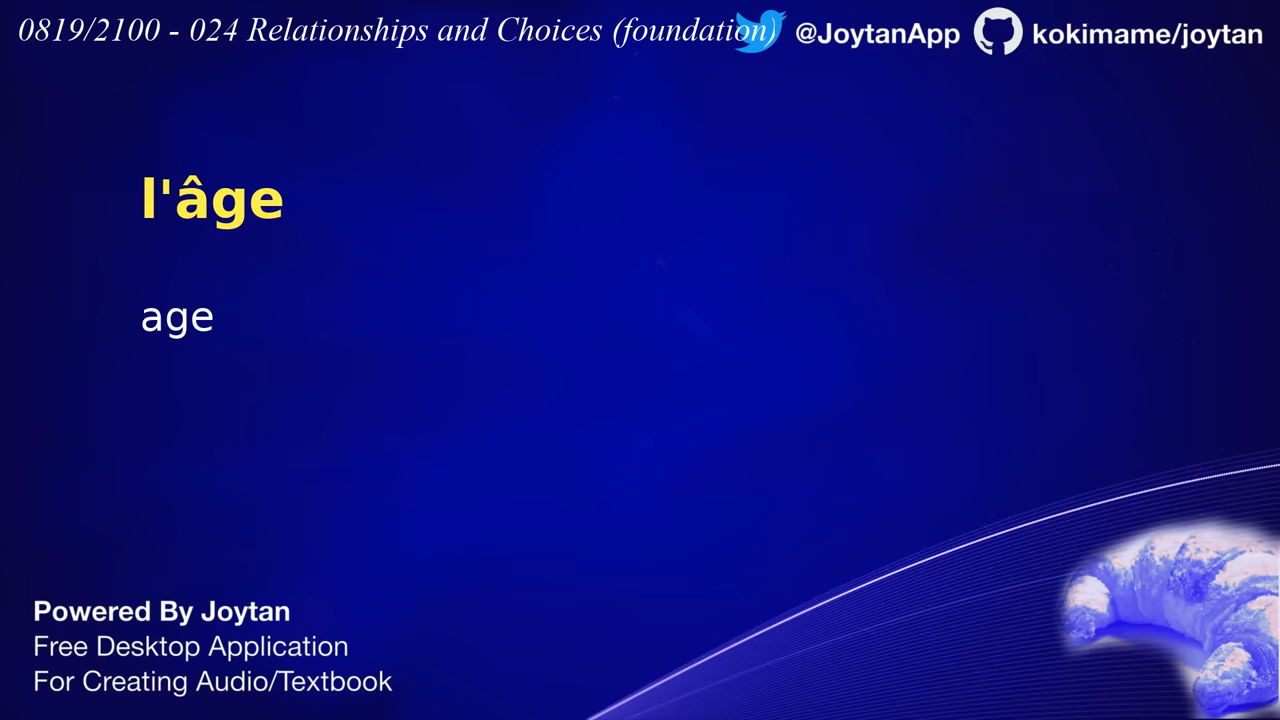 0819/2100 - 024 Relationships and Choices (foundation)
@JoytanApp
kokimame/joytan
l'âge
age
Powered By Joytan
Free Desktop Application
For Creating Audio/Textbook